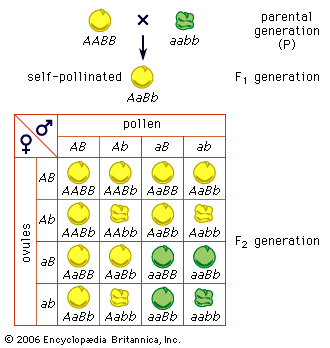 AABB × aabb parental generation (P)
self-pollinated F1 generation
AaBb
pollen
AB Ab aB ab
ovules
AB AABB AABb AaBB AaBb
Ab AABb AAbb AaBb Aabb
aB AaBB AaBb aaBB aaBb
ab AaBb Aabb aaBb aabb
F2 generation
© 2006 Encyclopædia Britannica, Inc.